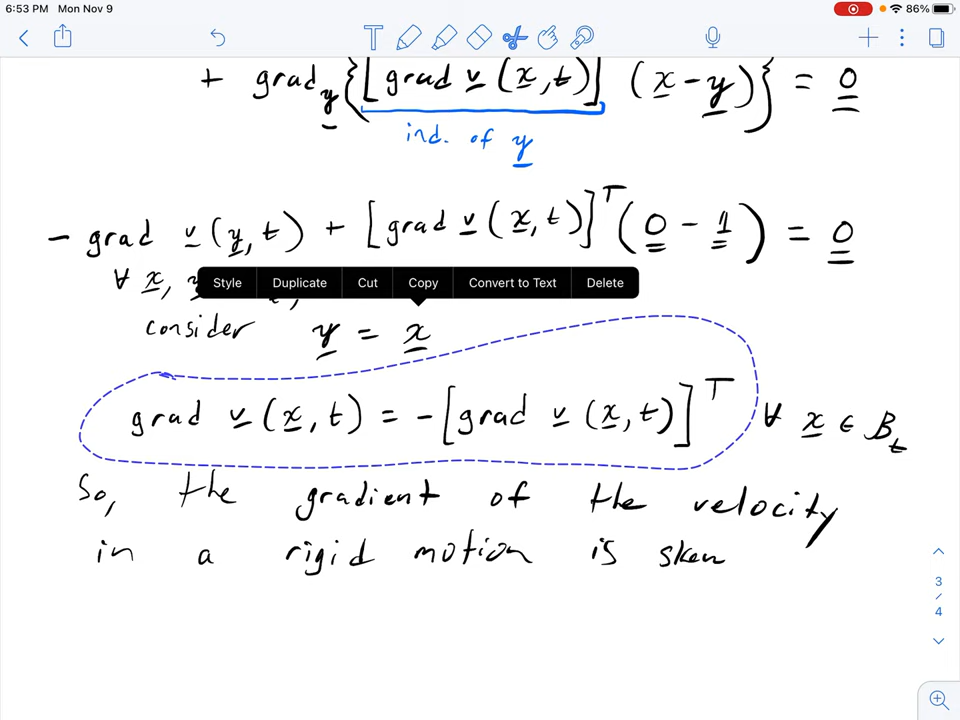 6:53 PM Mon Nov 9 86%
+ grad_y {[grad v (x,t)] (x-y)} = 0
ind. of y
- grad v (y,t) + [grad v (x,t)]^T (0 - 1) = 0
∀ x,
Style Duplicate Cut Copy Convert to Text Delete
consider y = x
grad v (x,t) = -[grad v (x,t)]^T ∀ x ∈ B_t
So, the gradient of the velocity
in a rigid motion is skew
3
/
4